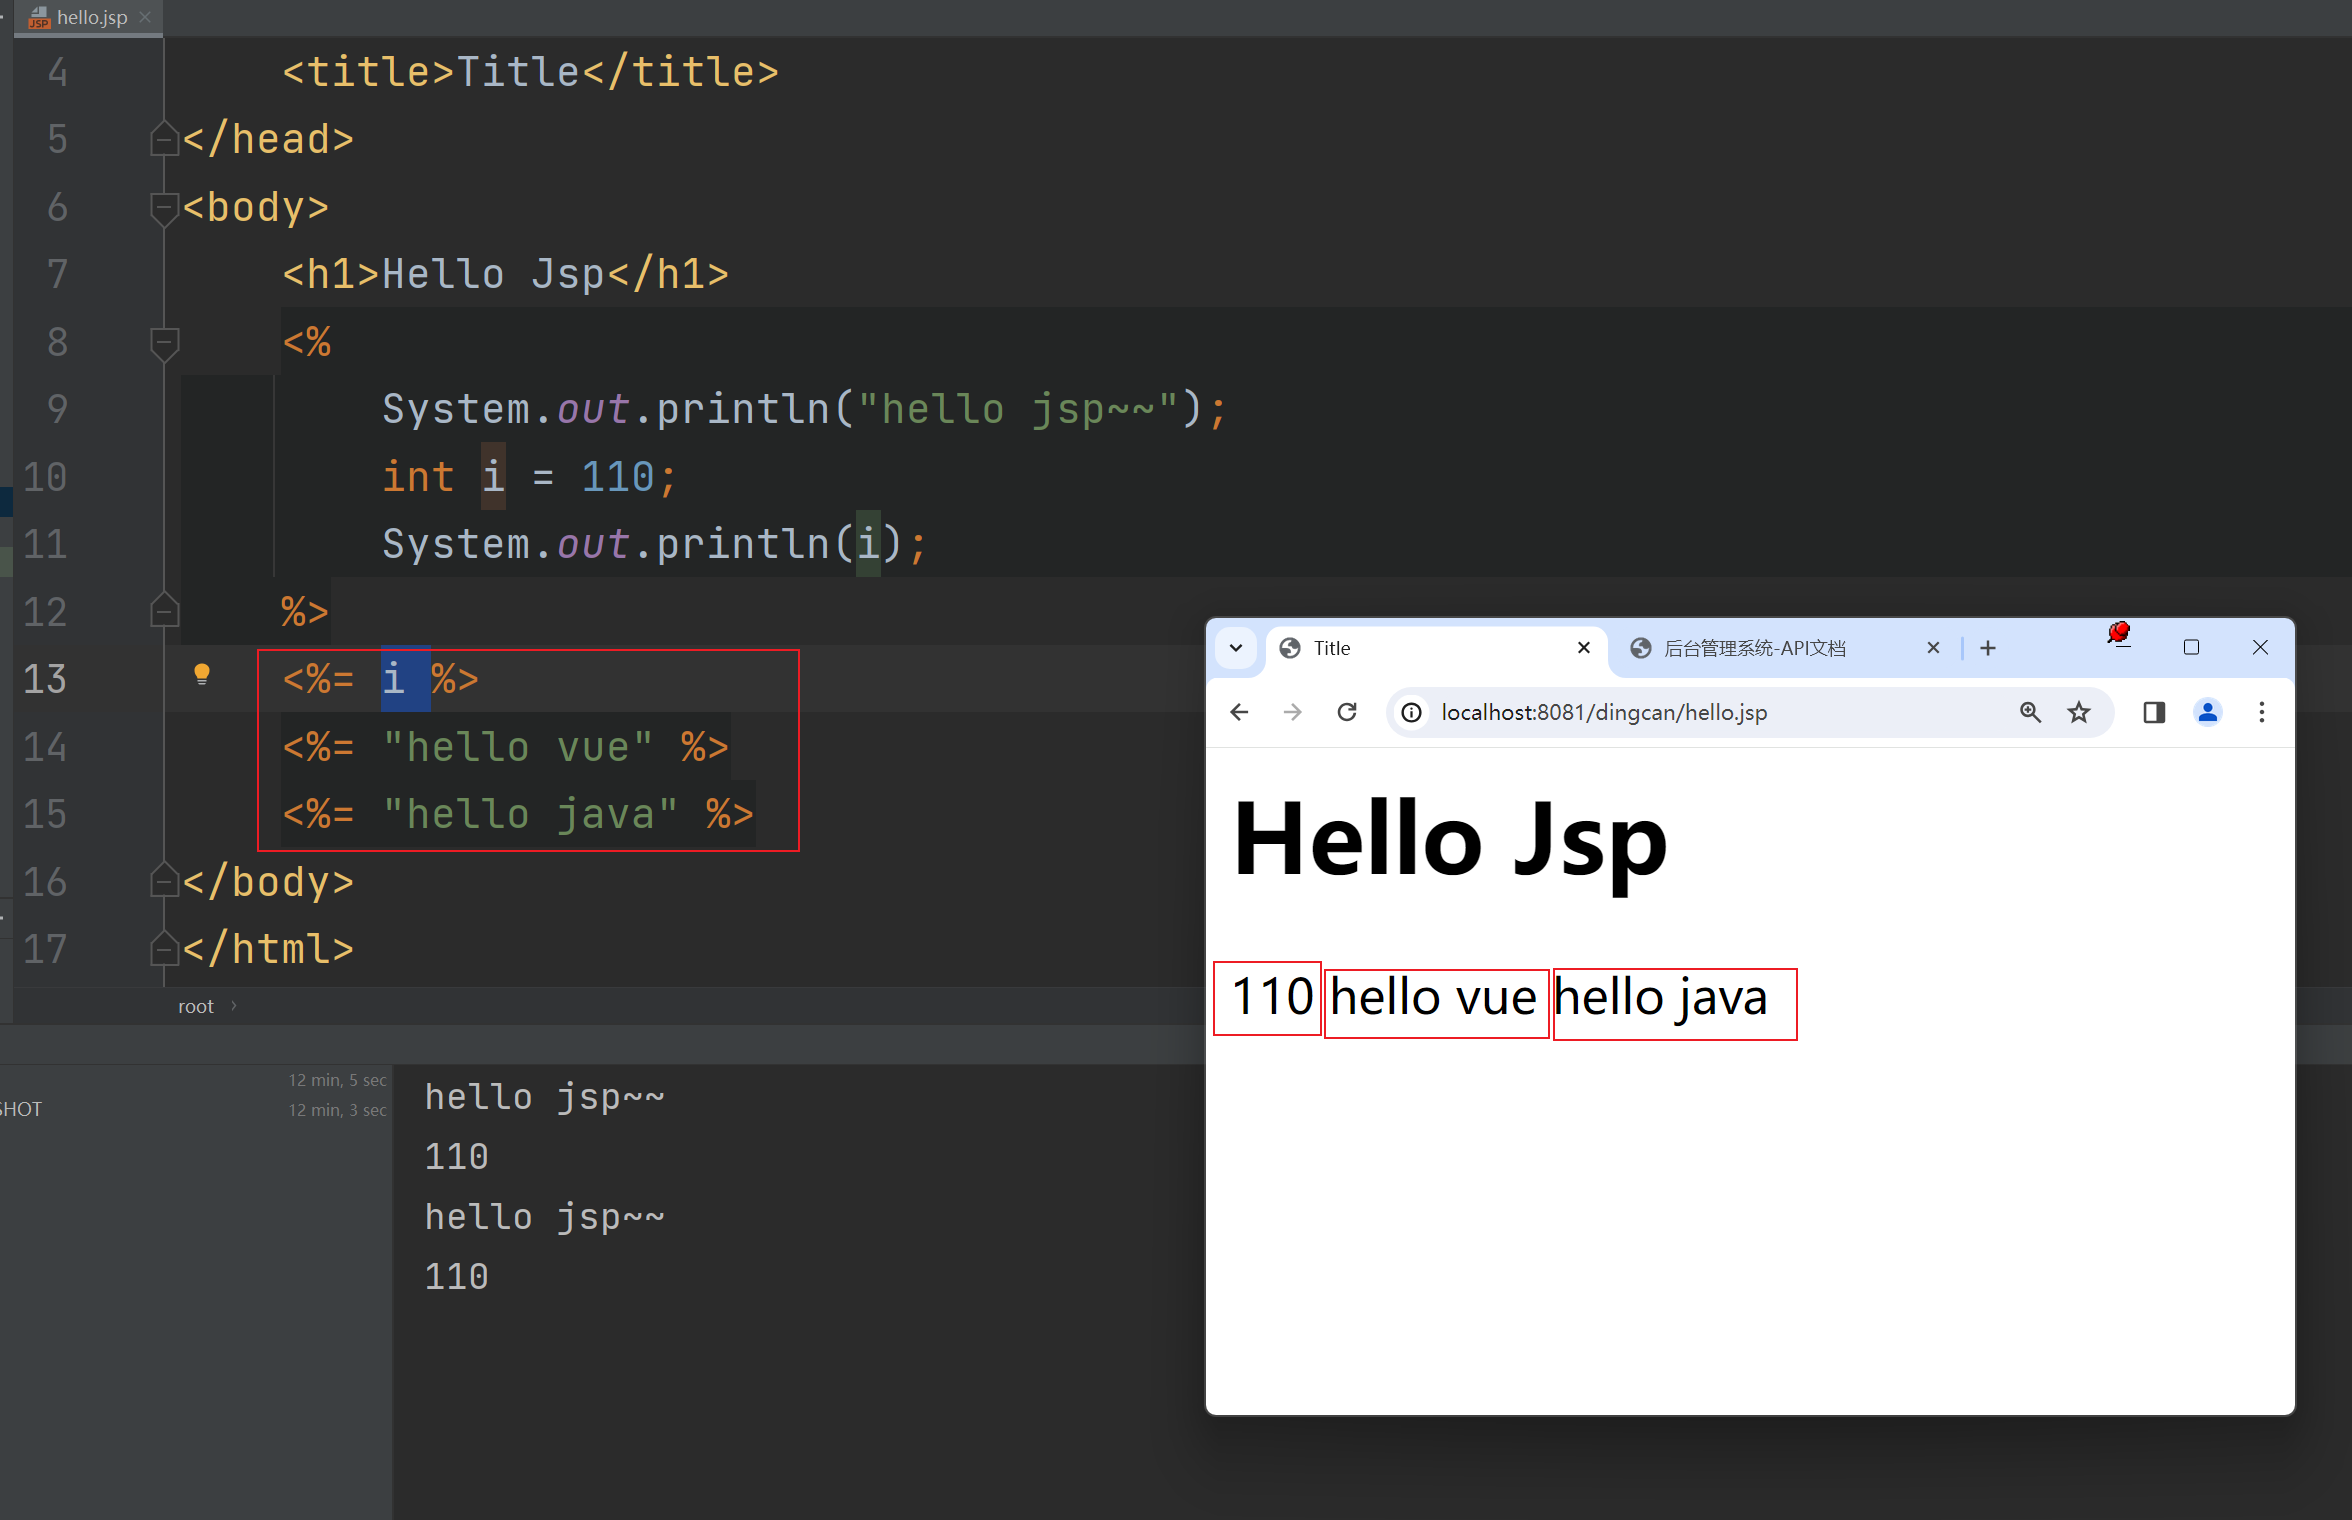 hello.jsp
4 <title>Title</title>
5 </head>
6 <body>
7 <h1>Hello Jsp</h1>
8 <%
9 System.out.println("hello jsp~~");
10 int i = 110;
11 System.out.println(i);
12 %>
13 <%= i %>
14 <%= "hello vue" %>
15 <%= "hello java" %>
16 </body>
17 </html>
root
12 min, 5 sec
SHOT 12 min, 3 sec
hello jsp~~
110
hello jsp~~
110
Title 后台管理系统-API文档
localhost:8081/dingcan/hello.jsp
Hello Jsp
110 hello vue hello java